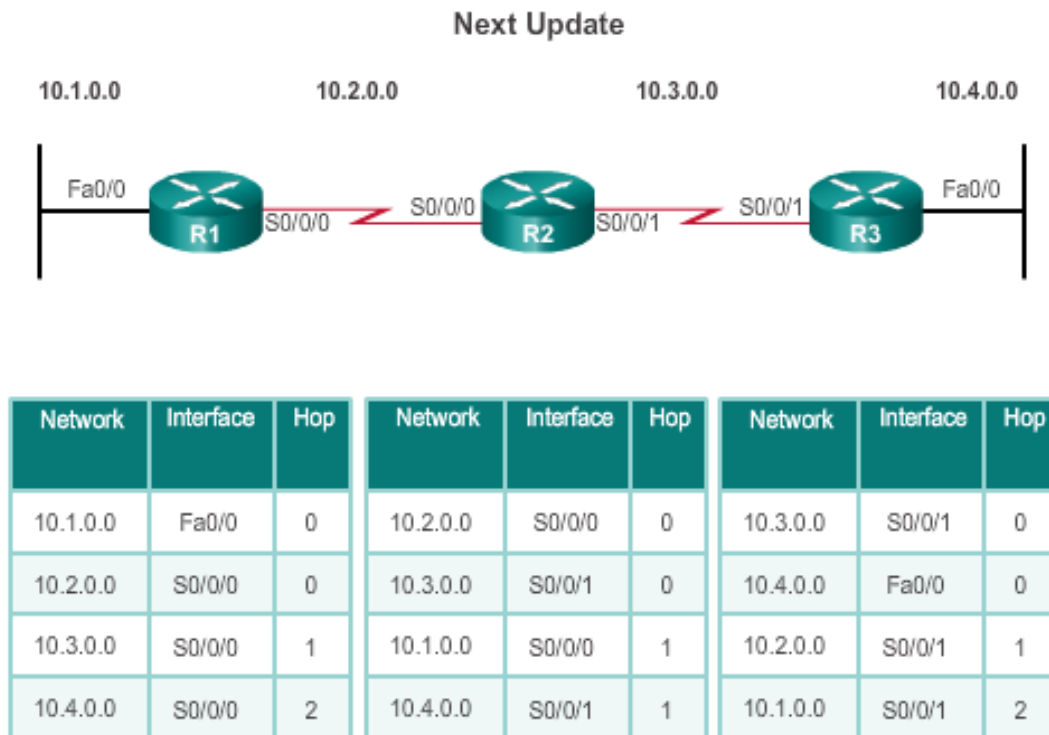 Next Update
10.1.0.0 10.2.0.0 10.3.0.0 10.4.0.0
Fa0/0 R1 S0/0/0 S0/0/0 R2 S0/0/1 S0/0/1 R3 Fa0/0
Network Interface Hop Network Interface Hop Network Interface Hop
10.1.0.0 Fa0/0 0 10.2.0.0 S0/0/0 0 10.3.0.0 S0/0/1 0
10.2.0.0 S0/0/0 0 10.3.0.0 S0/0/1 0 10.4.0.0 Fa0/0 0
10.3.0.0 S0/0/0 1 10.1.0.0 S0/0/0 1 10.2.0.0 S0/0/1 1
10.4.0.0 S0/0/0 2 10.4.0.0 S0/0/1 1 10.1.0.0 S0/0/1 2